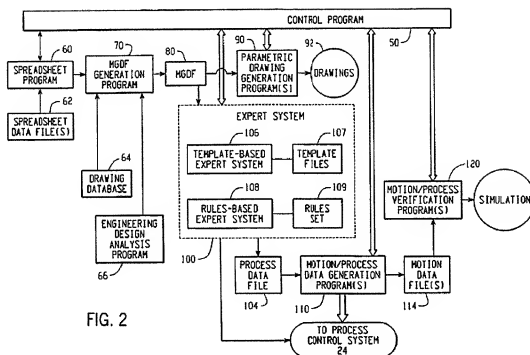 CONTROL PROGRAM
50
60
SPREADSHEET
PROGRAM
62
SPREADSHEET
DATA FILE(S)
70
MGDF
GENERATION
PROGRAM
80
MGDF
90
PARAMETRIC
DRAWING
GENERATION
PROGRAM(S)
92
DRAWINGS
64
DRAWING
DATABASE
ENGINEERING
DESIGN
ANALYSIS
PROGRAM
66
EXPERT SYSTEM
106
TEMPLATE-BASED
EXPERT SYSTEM
107
TEMPLATE
FILES
108
RULES-BASED
EXPERT SYSTEM
109
RULES
SET
100
PROCESS
DATA
FILE
104
MOTION/PROCESS
DATA GENERATION
PROGRAM(S)
110
MOTION
DATA
FILE(S)
114
120
MOTION/PROCESS
VERIFICATION
PROGRAM(S)
SIMULATION
TO PROCESS
CONTROL SYSTEM
24
FIG. 2